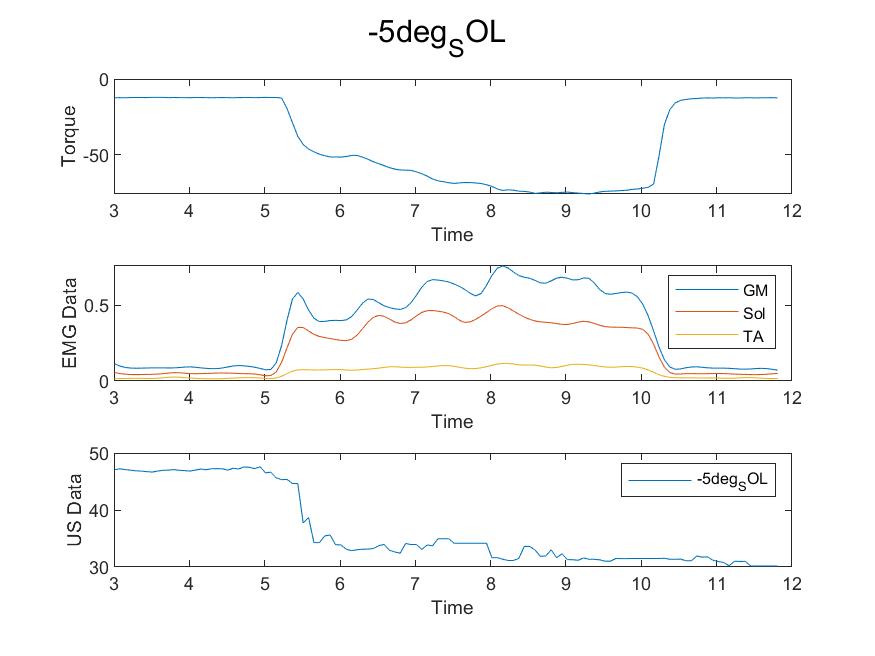 -5deg_SOL
0
-50
Torque
3 4 5 6 7 8 9 10 11 12
Time
0.5
0
EMG Data
GM
Sol
TA
3 4 5 6 7 8 9 10 11 12
Time
50
40
30
US Data
-5deg_SOL
3 4 5 6 7 8 9 10 11 12
Time